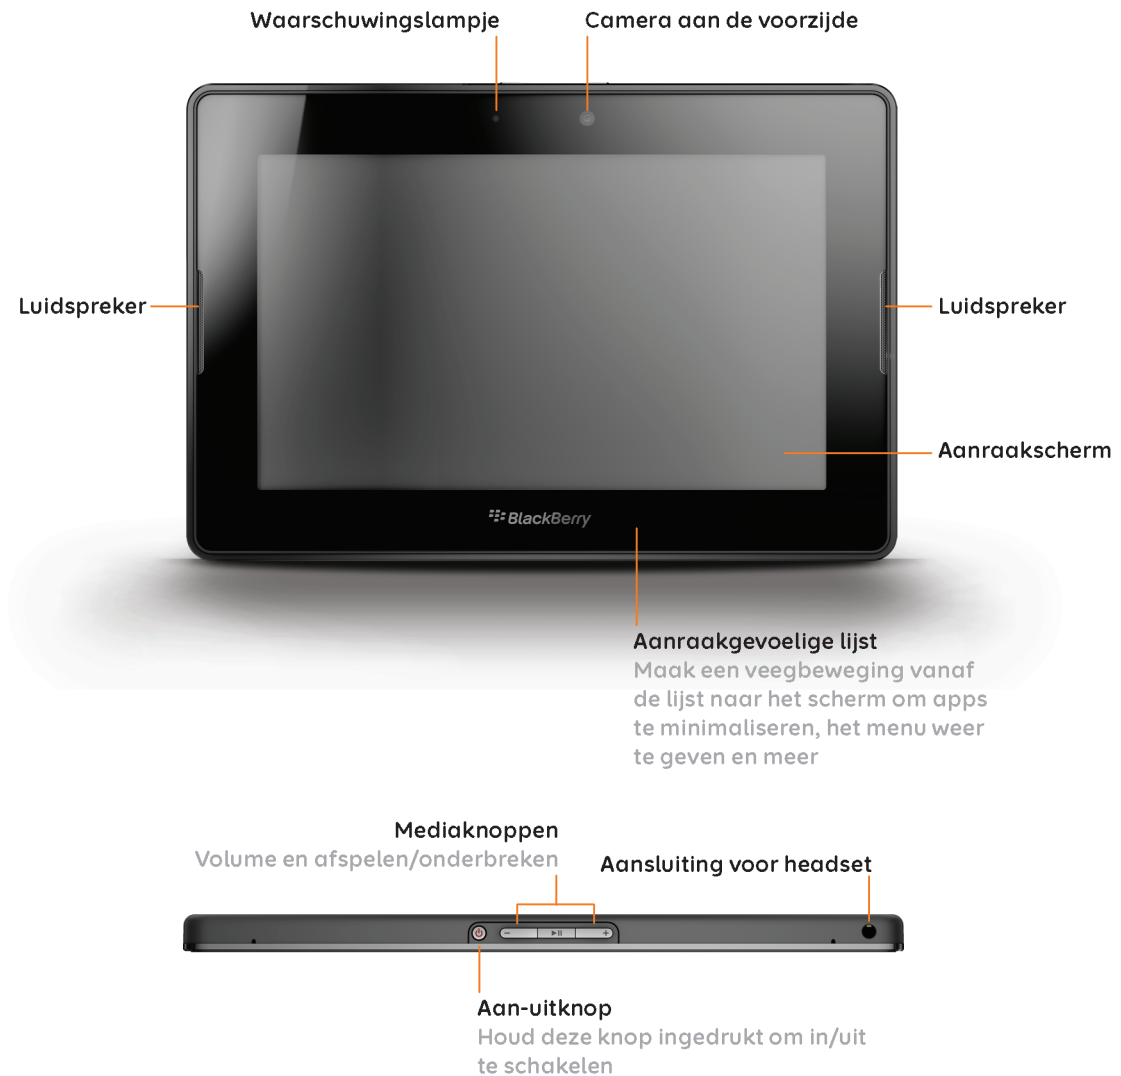 Waarschuwingslampje
Camera aan de voorzijde
Luidspreker
Luidspreker
Aanraakscherm
BlackBerry
Aanraakgevoelige lijst
Maak een veegbeweging vanaf
de lijst naar het scherm om apps
te minimaliseren, het menu weer
te geven en meer
Mediaknoppen
Volume en afspelen/onderbreken
Aansluiting voor headset
Aan-uitknop
Houd deze knop ingedrukt om in/uit
te schakelen